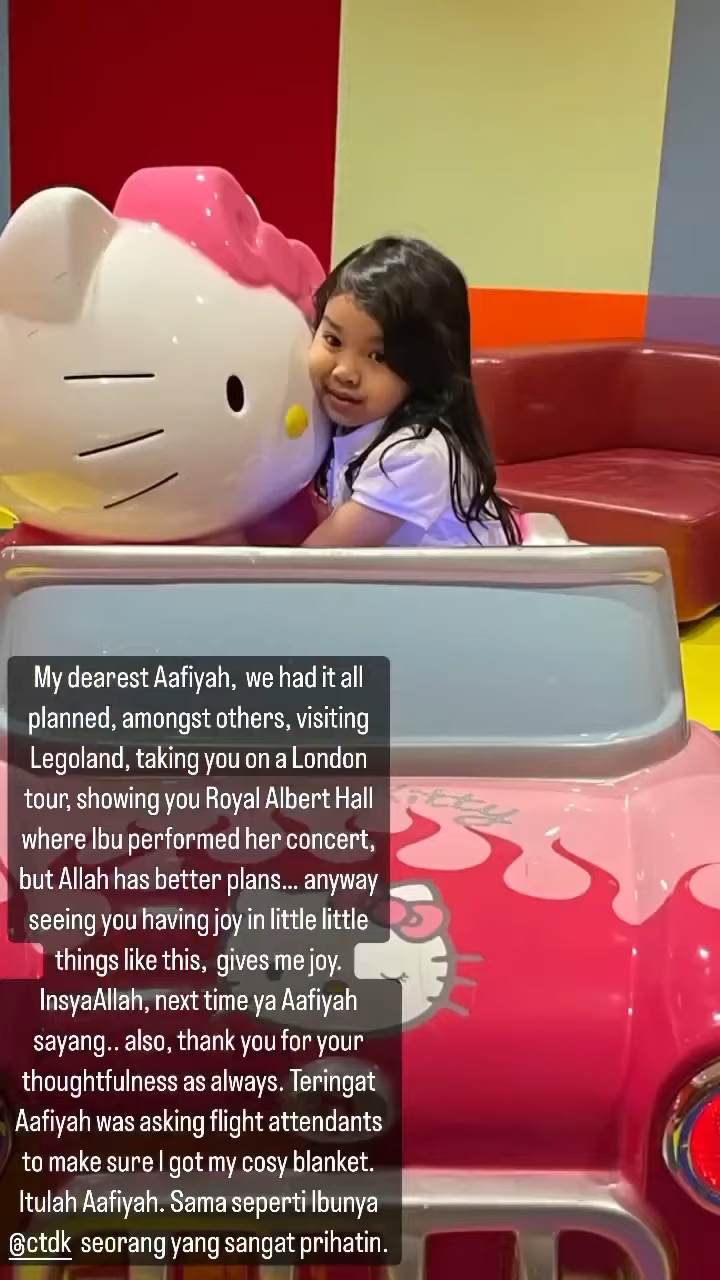 My dearest Aafiyah, we had it all
planned, amongst others, visiting
Legoland, taking you on a London
tour, showing you Royal Albert Hall
where Ibu performed her concert,
but Allah has better plans... anyway
seeing you having joy in little little
things like this, gives me joy.
InsyaAllah, next time ya Aafiyah
sayang.. also, thank you for your
thoughtfulness as always. Teringat
Aafiyah was asking flight attendants
to make sure I got my cosy blanket.
Itulah Aafiyah. Sama seperti Ibunya
@ctdk seorang yang sangat prihatin.